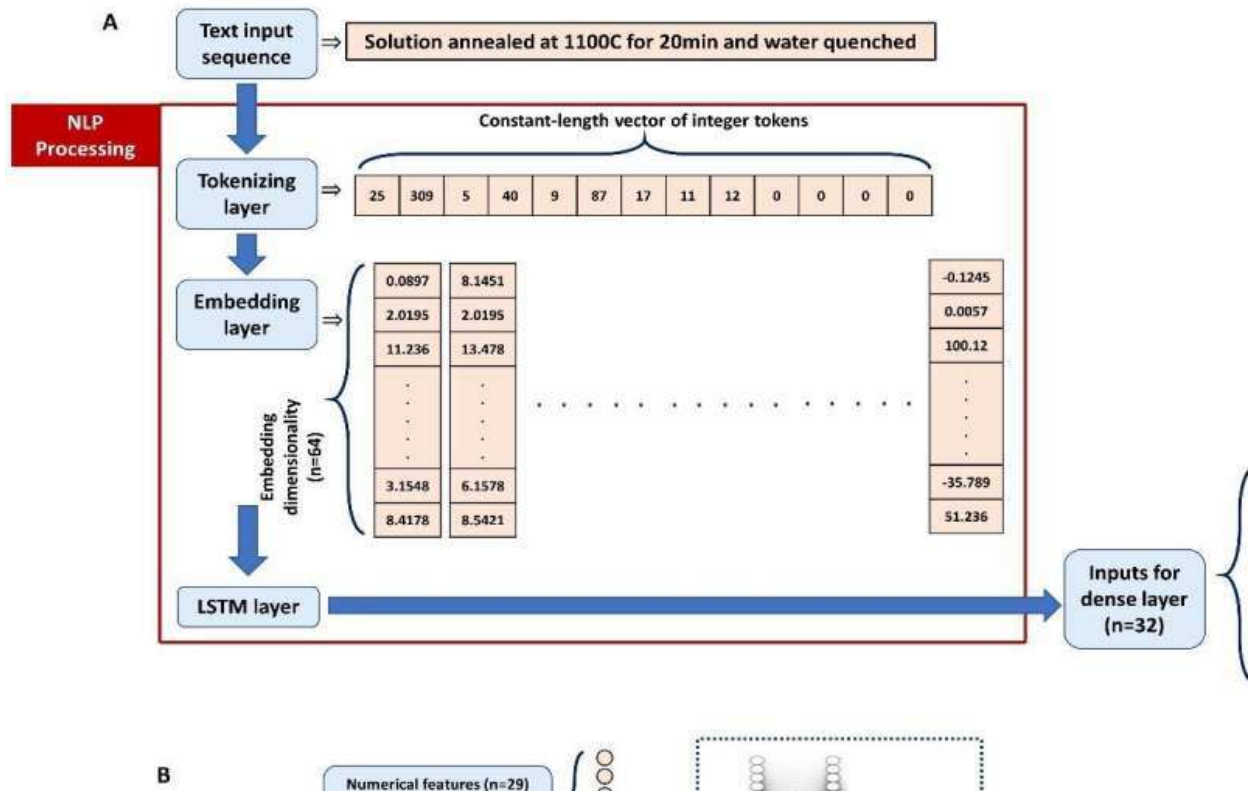 A
Text input
sequence
⇒
Solution annealed at 1100C for 20min and water quenched
NLP
Processing
Constant-length vector of integer tokens
Tokenizing
layer
⇒
25 309 5 40 9 87 17 11 12 0 0 0 0
Embedding
layer
⇒
0.0897 8.1451 -0.1245
2.0195 2.0195 0.0057
11.236 13.478 100.12
3.1548 6.1578 -35.789
8.4178 8.5421 51.236
Embedding
dimensionality
(n=64)
LSTM layer
Inputs for
dense layer
(n=32)
B
Numerical features (n=29)